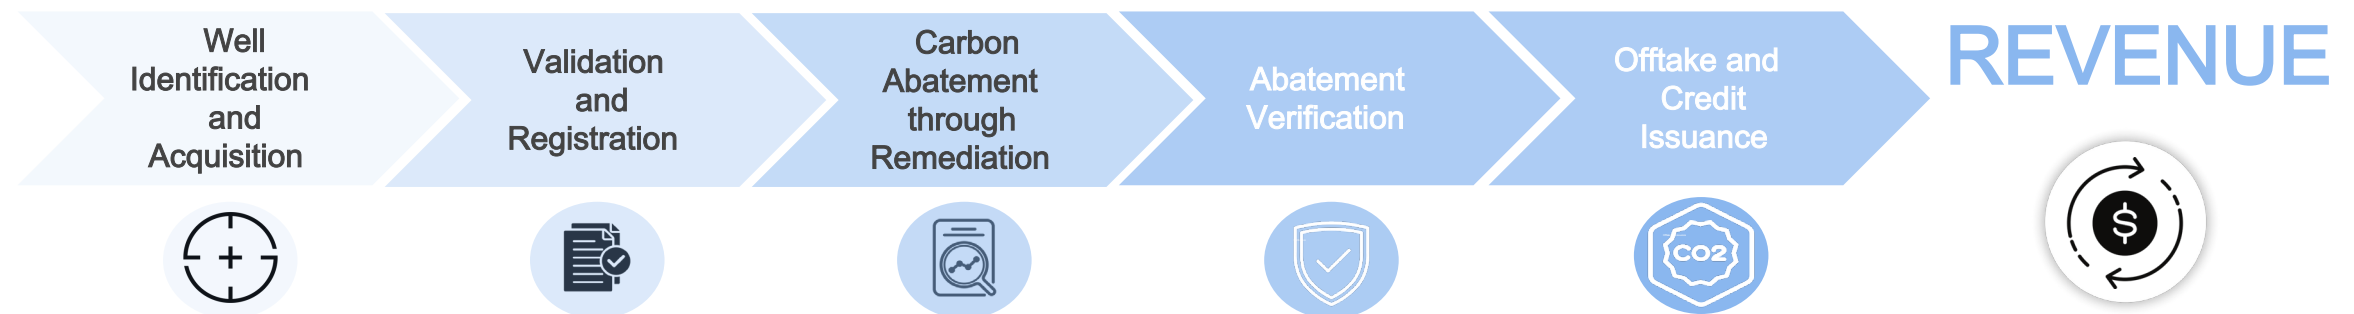 Well
Identification
and
Acquisition
Validation
and
Registration
Carbon
Abatement
through
Remediation
Abatement
Verification
Offtake and
Credit
Issuance
REVENUE
CO2
$